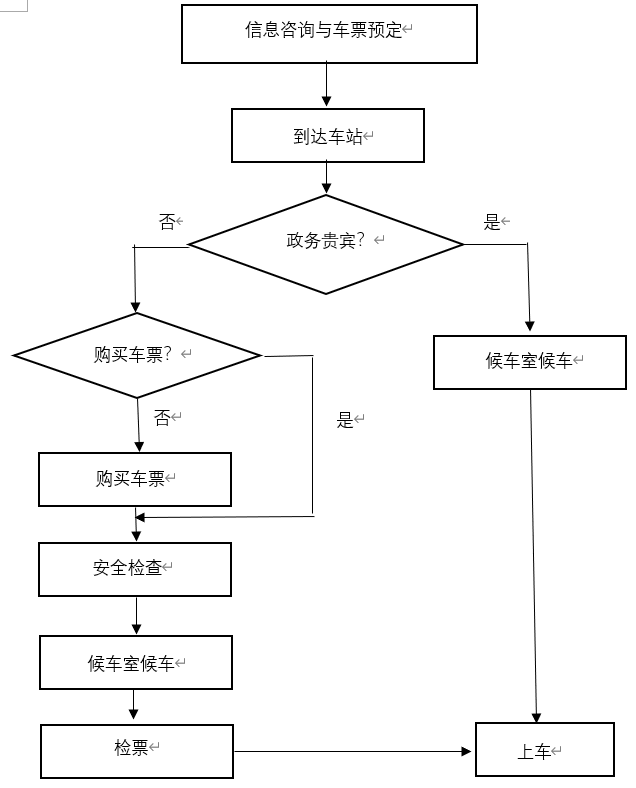 信息咨询与车票预定
到达车站
否
政务贵宾？
是
购买车票？
候车室候车
否
是
购买车票
安全检查
候车室候车
检票
上车